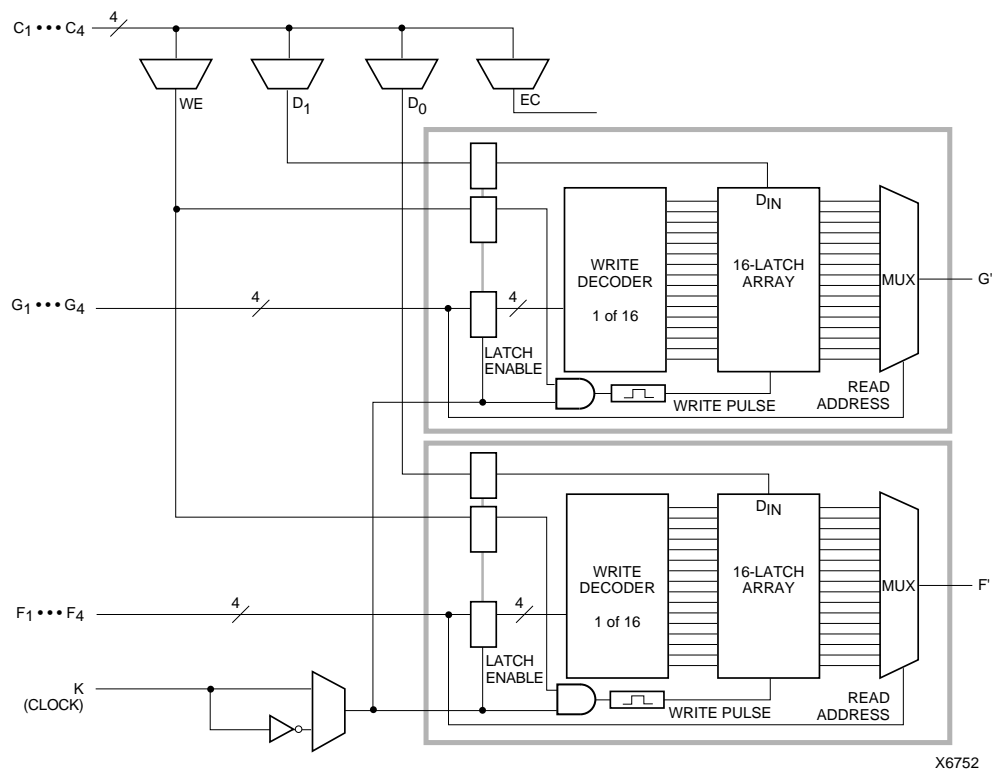 C1 ••• C4
4
WE
D1
D0
EC
DIN
WRITE
DECODER
1 of 16
16-LATCH
ARRAY
MUX
G'
G1 ••• G4
4
4
LATCH
ENABLE
WRITE PULSE
READ
ADDRESS
DIN
WRITE
DECODER
1 of 16
16-LATCH
ARRAY
MUX
F'
F1 ••• F4
4
4
LATCH
ENABLE
WRITE PULSE
READ
ADDRESS
K
(CLOCK)
X6752